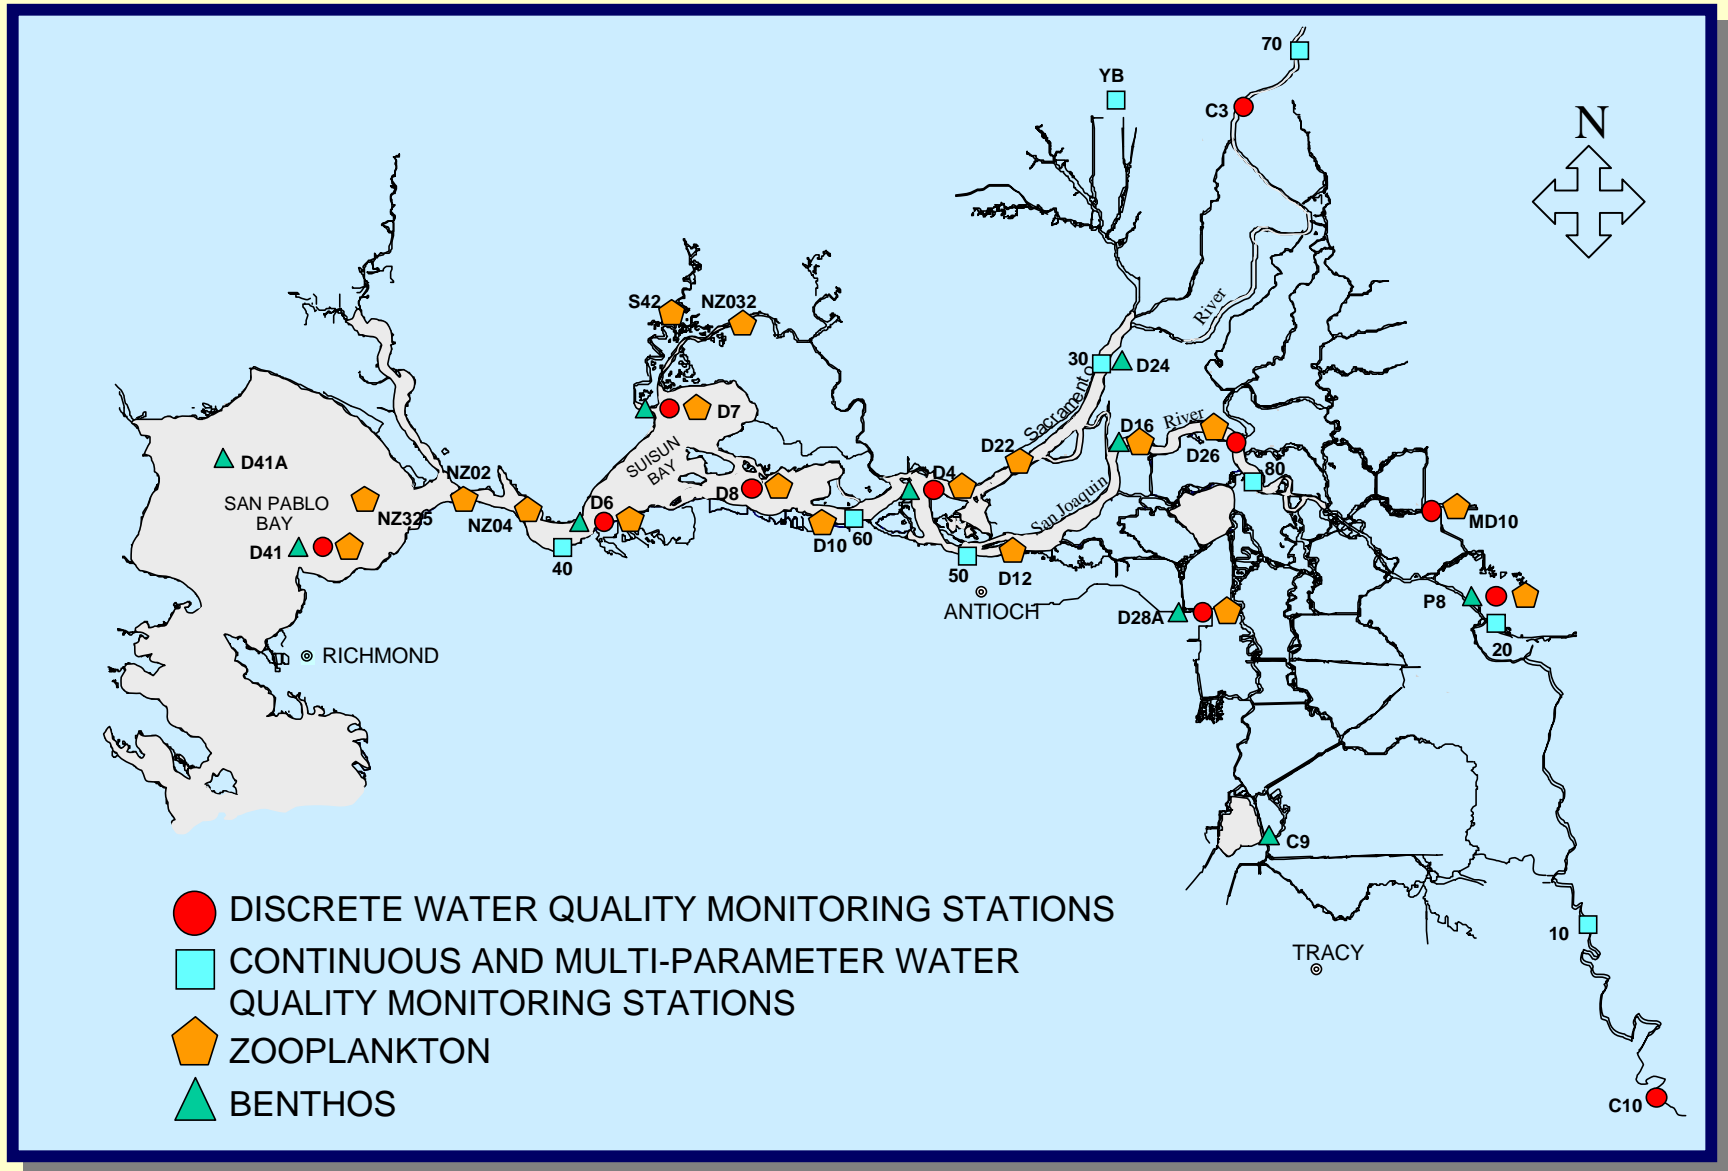 70
YB
C3
N
S42
NZ032
River
30
D24
Sacramento
D7
D16
River
D22
D26
SUISUN
BAY
D41A
NZ02
80
D4
D8
SAN PABLO
BAY
NZ325
NZ04
D6
San Joaquin
MD10
D10
60
D41
40
50
D12
ANTIOCH
D28A
P8
20
RICHMOND
C9
DISCRETE WATER QUALITY MONITORING STATIONS
CONTINUOUS AND MULTI-PARAMETER WATER
QUALITY MONITORING STATIONS
10
TRACY
ZOOPLANKTON
BENTHOS
C10